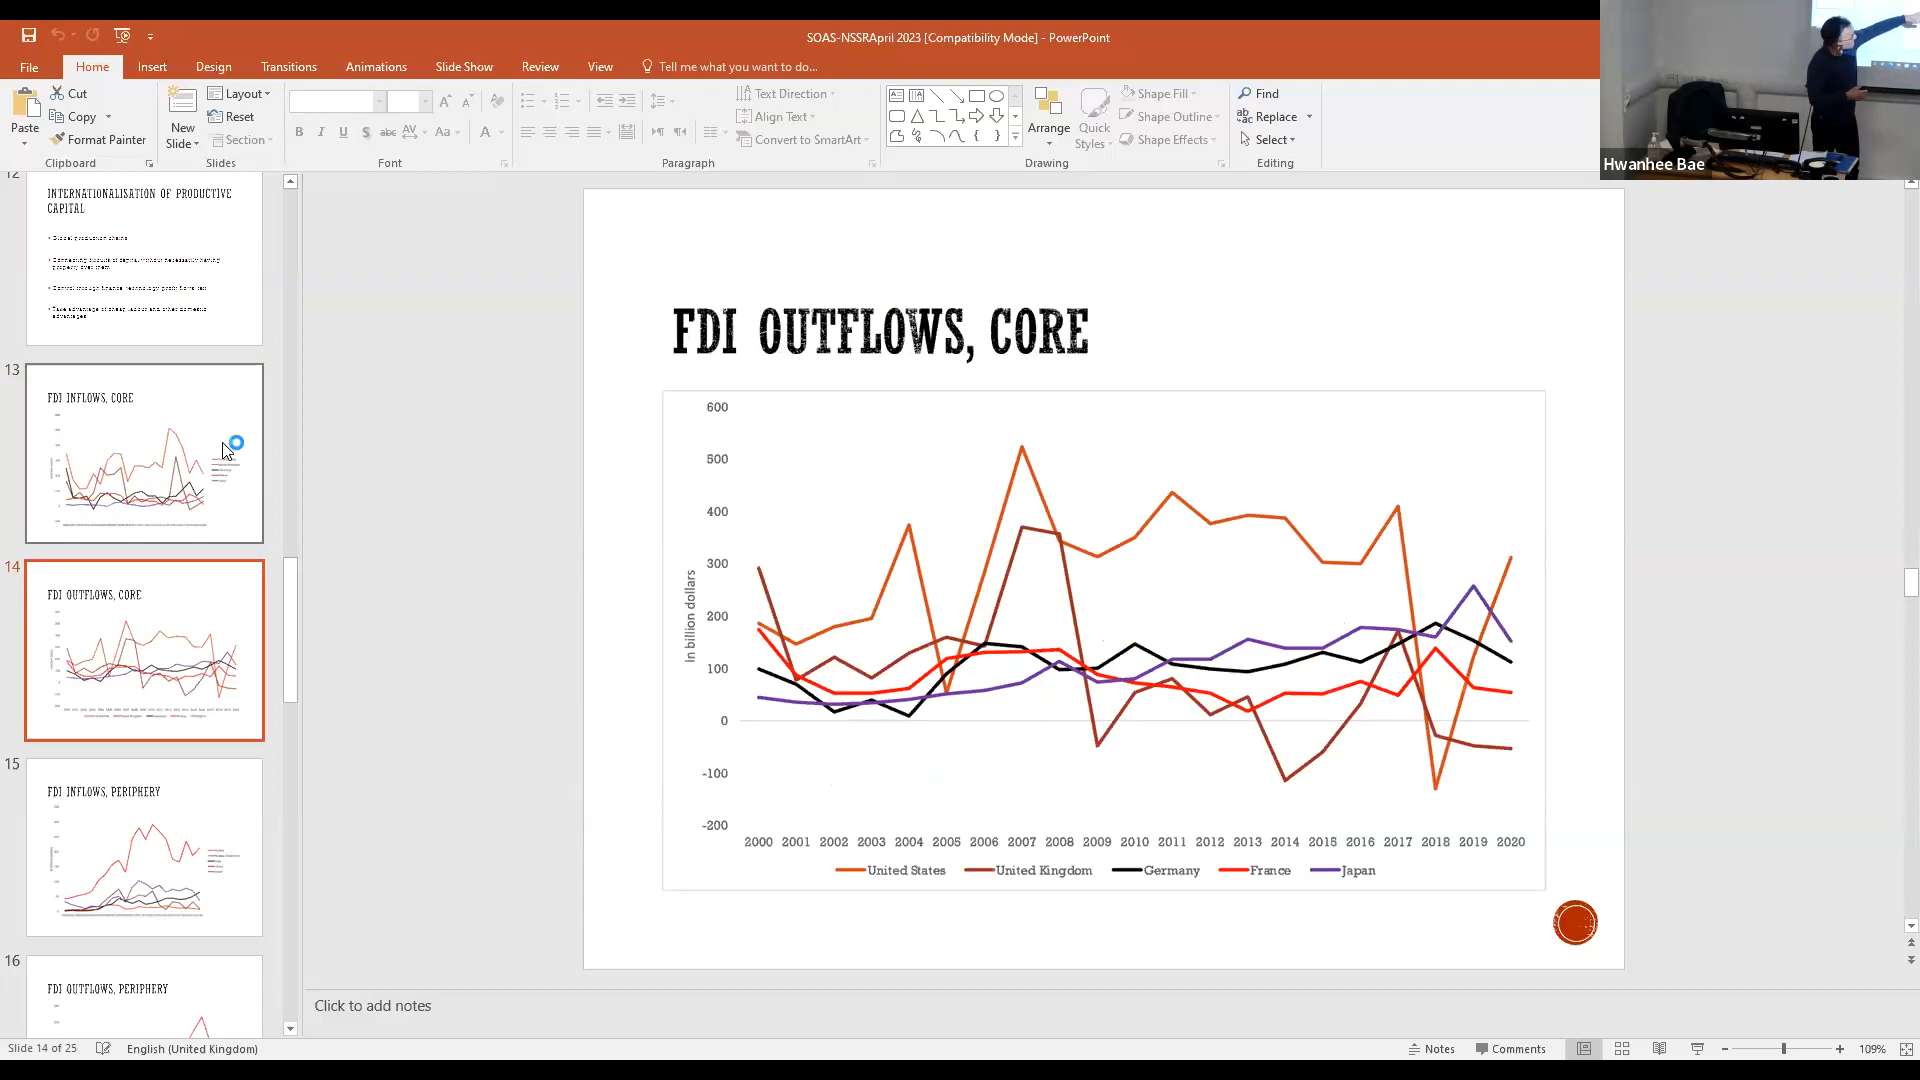 SOAS-NSSRApril 2023 [Compatibility Mode] - PowerPoint
File
Home
Insert
Design
Transitions
Animations
Slide Show
Review
View
Tell me what you want to do...
Paste
Cut
Copy
Format Painter
Clipboard
New Slide
Layout
Reset
Section
Slides
B I U S abc AV Aa A
Font
Text Direction
Align Text
Convert to SmartArt
Paragraph
Arrange
Quick Styles
Shape Fill
Shape Outline
Shape Effects
Drawing
Find
Replace
Select
Editing
Hwanhee Bae
12
INTERNATIONALISATION OF PRODUCTIVE
CAPITAL
13
FDI INFLOWS, CORE
14
FDI OUTFLOWS, CORE
15
FDI INFLOWS, PERIPHERY
16
FDI OUTFLOWS, PERIPHERY
FDI OUTFLOWS, CORE
In billion dollars
600
500
400
300
200
100
0
-100
-200
2000 2001 2002 2003 2004 2005 2006 2007 2008 2009 2010 2011 2012 2013 2014 2015 2016 2017 2018 2019 2020
United States United Kingdom Germany France Japan
Click to add notes
Slide 14 of 25
English (United Kingdom)
Notes
Comments
109%